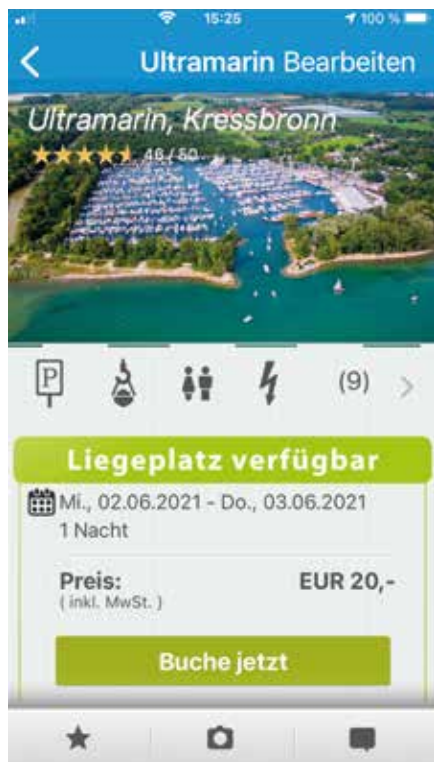 15:25
100 %
Ultramarin Bearbeiten
Ultramarin, Kressbronn
46 / 50
P
(9)
Liegeplatz verfügbar
Mi., 02.06.2021 - Do., 03.06.2021
1 Nacht
Preis: EUR 20,-
( inkl. MwSt. )
Buche jetzt